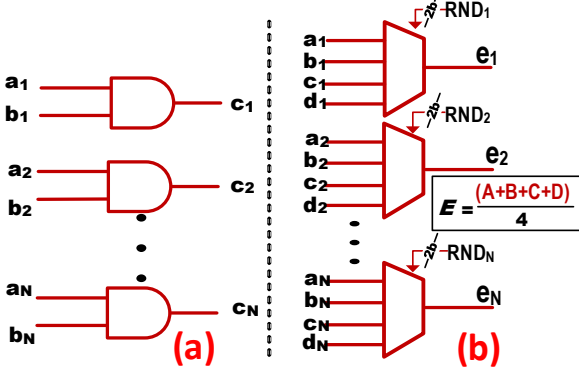 a1
b1
c1
a2
b2
c2
aN
bN
cN
(a)
-2b- RND1
a1
b1
c1
d1
e1
-2b- RND2
a2
b2
c2
d2
e2
E = (A+B+C+D)
4
-2b- RNDN
aN
bN
cN
dN
eN
(b)